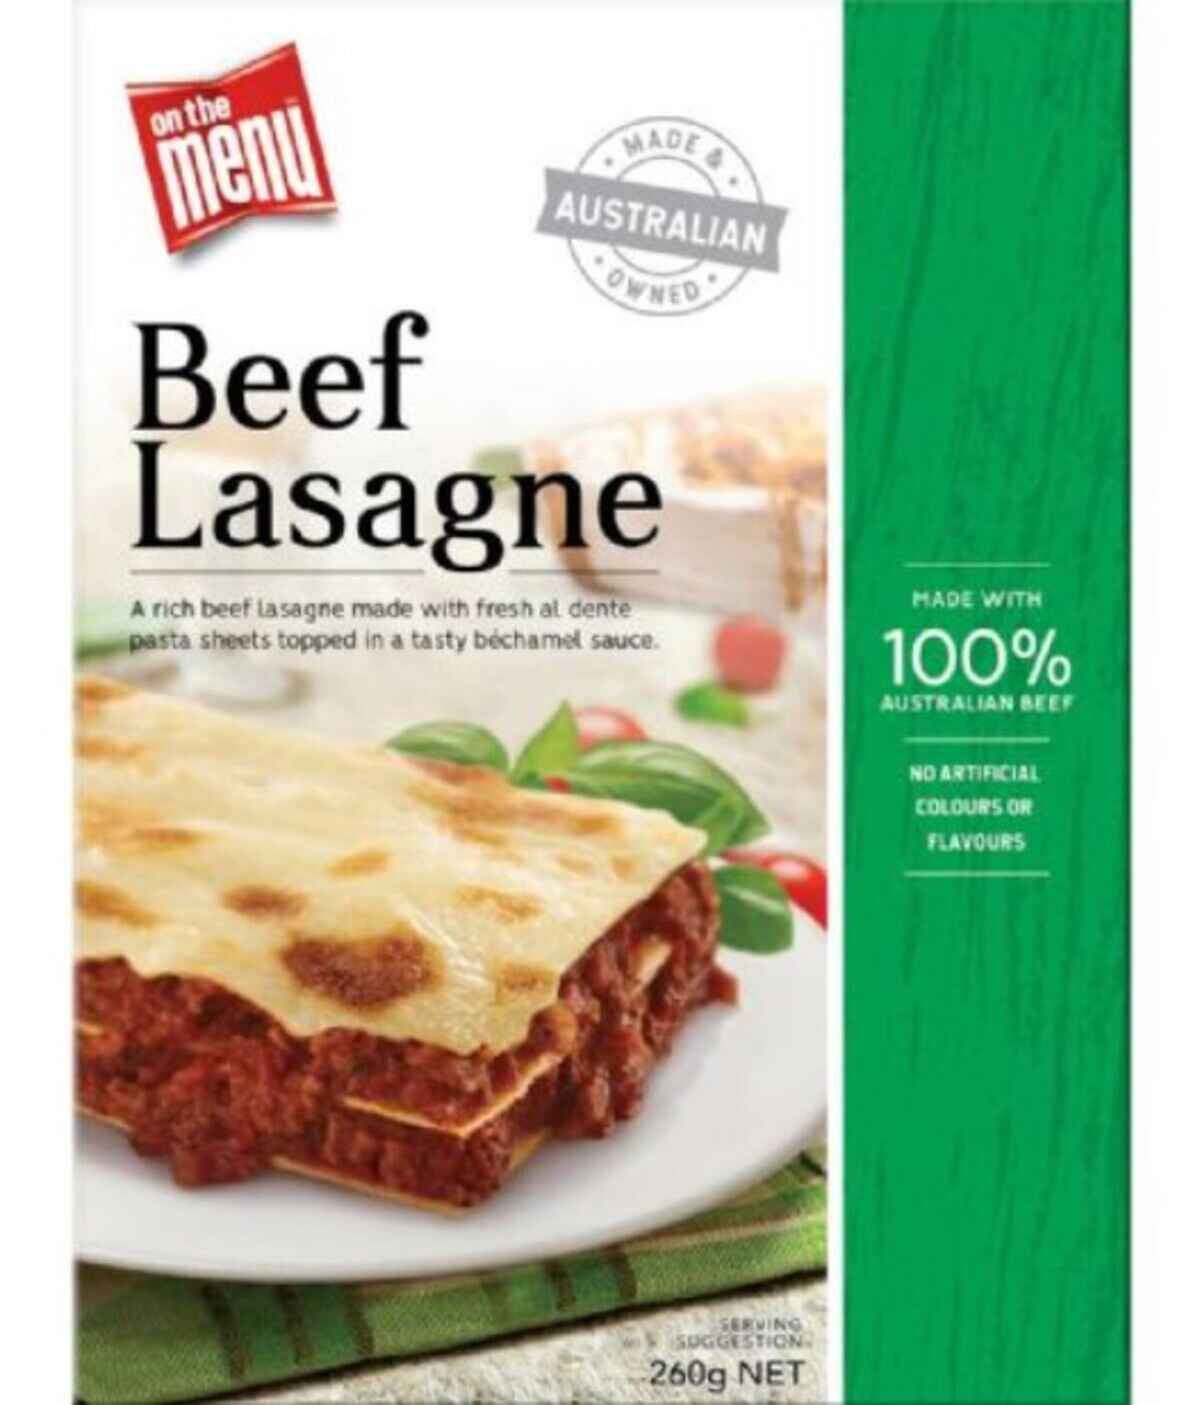 on the
menu
MADE &
AUSTRALIAN
OWNED
Beef
Lasagne
A rich beef lasagne made with fresh al dente
pasta sheets topped in a tasty béchamel sauce.
MADE WITH
100%
AUSTRALIAN BEEF
NO ARTIFICIAL
COLOURS OR
FLAVOURS
SERVING
SUGGESTION
260g NET